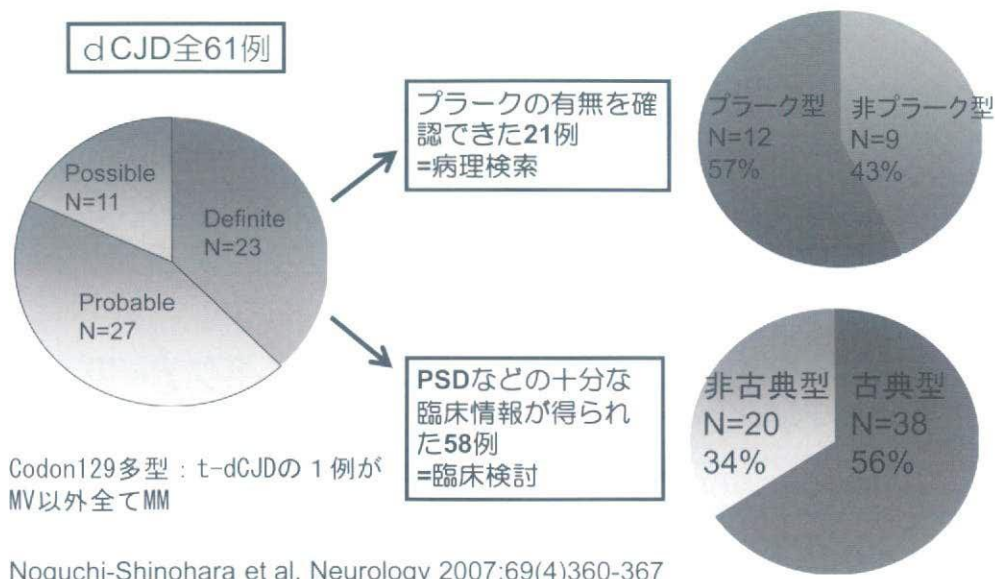 dCJD全61例
Possible
N=11
Definite
N=23
Probable
N=27
プラークの有無を確
認できた21例
=病理検索
プラーク型
N=12
57%
非プラーク型
N=9
43%
PSDなどの十分な
臨床情報が得られ
た58例
=臨床検討
非古典型
N=20
34%
古典型
N=38
56%
Codon129多型：t-dCJDの１例が
MV以外全てMM
Noguchi-Shinohara et al. Neurology 2007;69(4)360-367